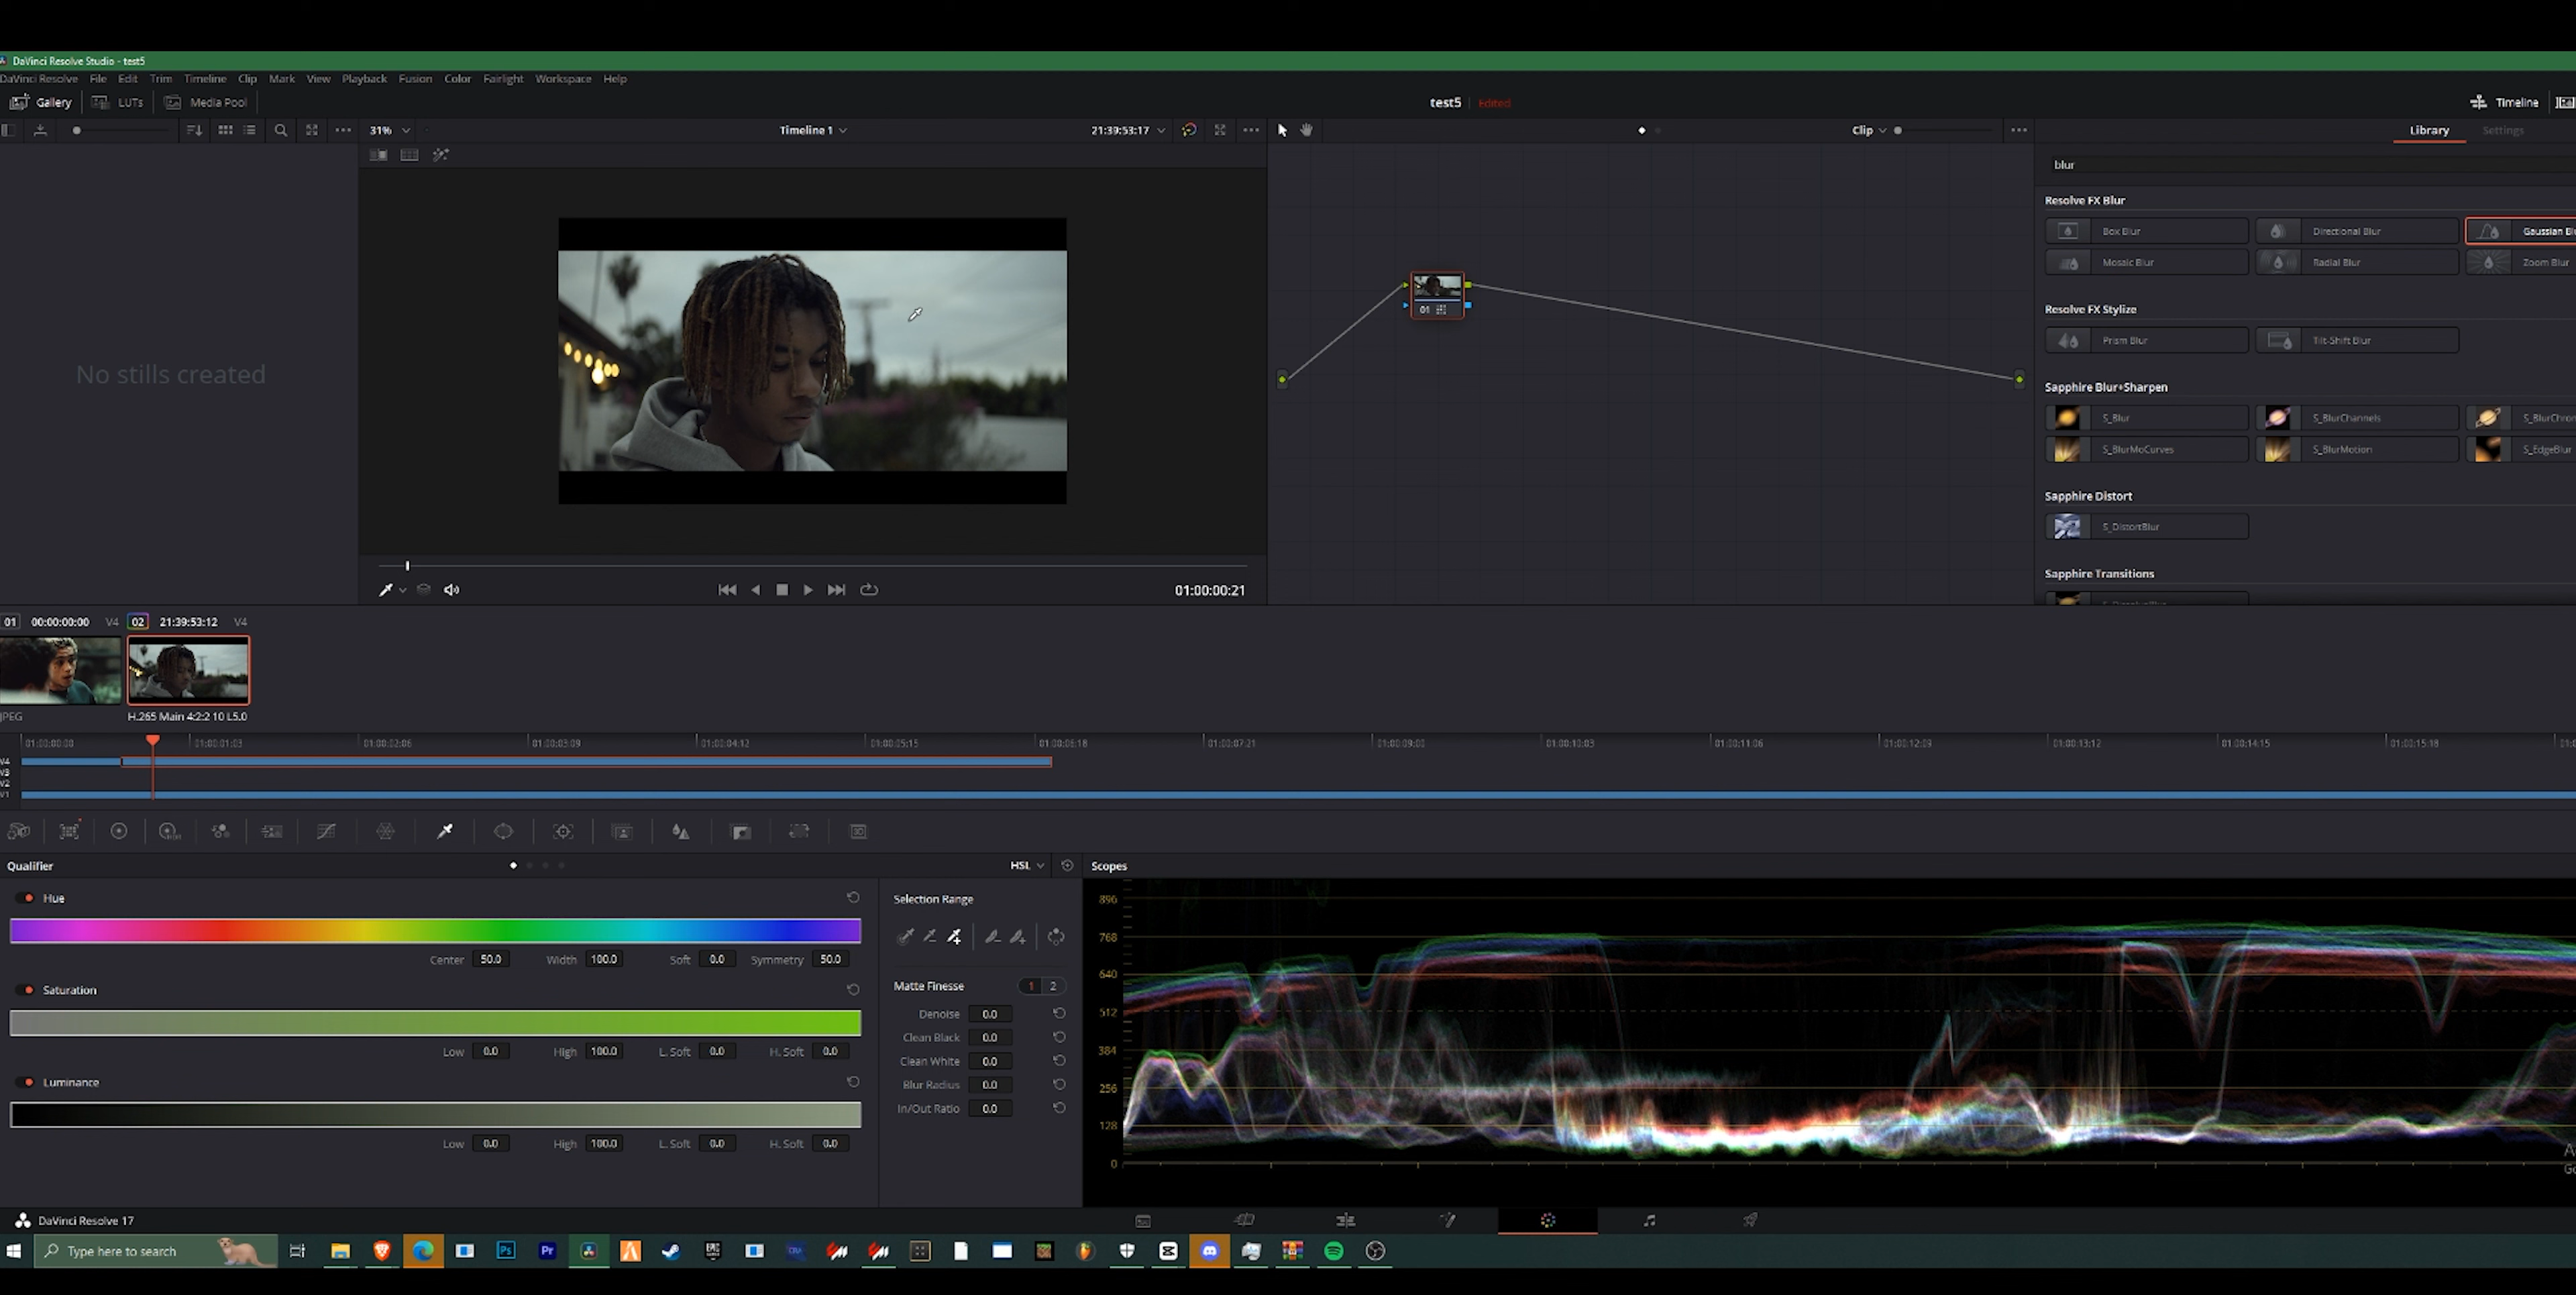 DaVinci Resolve Studio - test5
DaVinci Resolve File Edit Trim Timeline Clip Mark View Playback Fusion Color Fairlight Workspace Help
Gallery LUTs Media Pool test5 Edited Timeline
31% Timeline 1 21:39:53:17 Clip Library Settings
blur
Resolve FX Blur
Box Blur Directional Blur Gaussian Bl
Mosaic Blur Radial Blur Zoom Blur
Resolve FX Stylize
Prism Blur Tilt-Shift Blur
No stills created
Sapphire Blur+Sharpen
S_Blur S_BlurChannels S_BlurChro
S_BlurMoCurves S_BlurMotion S_EdgeBlur
Sapphire Distort
S_DistortBlur
Sapphire Transitions
01
01:00:00:21
01 00:00:00:00 V4 02 21:39:53:12 V4
JPEG H.265 Main 4:2:2 10 L5.0
01:00:00:00 01:00:01:03 01:00:02:06 01:00:03:09 01:00:04:12 01:00:05:15 01:00:06:18 01:00:07:21 01:00:09:00 01:00:10:03 01:00:11:06 01:00:12:09 01:00:13:12 01:00:14:15 01:00:15:18
V4
V3
V2
V1
Qualifier HSL Scopes
Hue
Center 50.0 Width 100.0 Soft 0.0 Symmetry 50.0
Saturation
Low 0.0 High 100.0 L. Soft 0.0 H. Soft 0.0
Luminance
Low 0.0 High 100.0 L. Soft 0.0 H. Soft 0.0
Selection Range
Matte Finesse 1 2
Denoise 0.0
Clean Black 0.0
Clean White 0.0
Blur Radius 0.0
In/Out Ratio 0.0
896
768
640
512
384
256
128
0
DaVinci Resolve 17
Type here to search
Ps
Pr